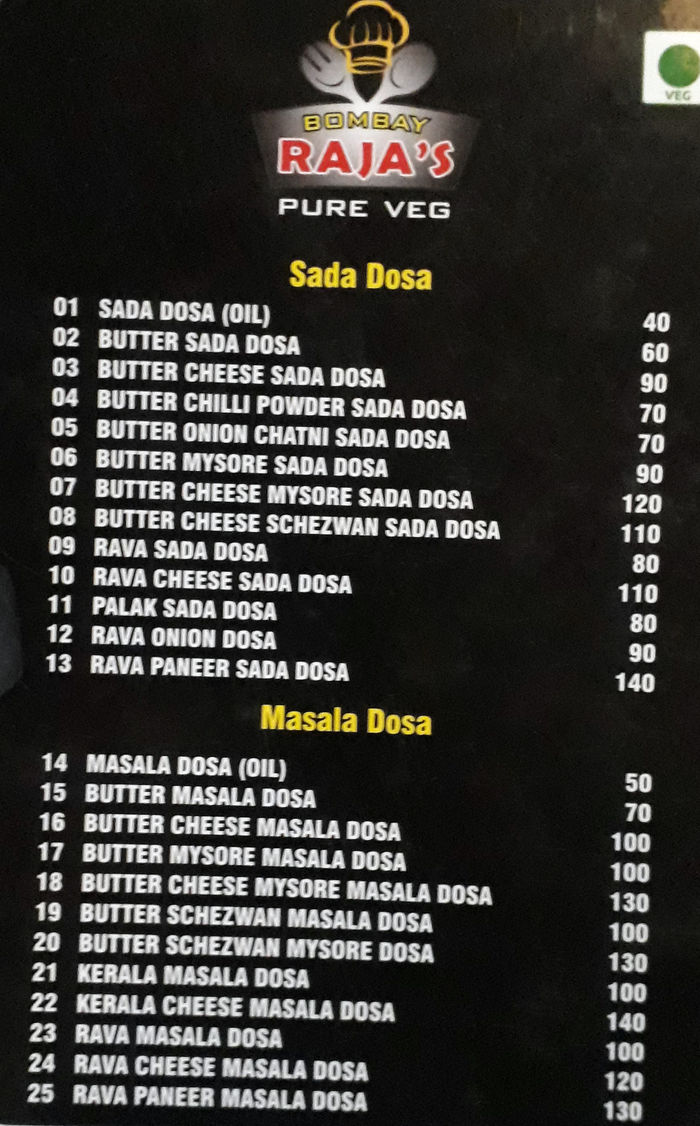 VEG
BOMBAY
RAJA'S
PURE VEG
Sada Dosa
01 SADA DOSA (OIL) 40
02 BUTTER SADA DOSA 60
03 BUTTER CHEESE SADA DOSA 90
04 BUTTER CHILLI POWDER SADA DOSA 70
05 BUTTER ONION CHATNI SADA DOSA 70
06 BUTTER MYSORE SADA DOSA 90
07 BUTTER CHEESE MYSORE SADA DOSA 120
08 BUTTER CHEESE SCHEZWAN SADA DOSA 110
09 RAVA SADA DOSA 80
10 RAVA CHEESE SADA DOSA 110
11 PALAK SADA DOSA 80
12 RAVA ONION DOSA 90
13 RAVA PANEER SADA DOSA 140
Masala Dosa
14 MASALA DOSA (OIL) 50
15 BUTTER MASALA DOSA 70
16 BUTTER CHEESE MASALA DOSA 100
17 BUTTER MYSORE MASALA DOSA 100
18 BUTTER CHEESE MYSORE MASALA DOSA 130
19 BUTTER SCHEZWAN MASALA DOSA 100
20 BUTTER SCHEZWAN MYSORE DOSA 130
21 KERALA MASALA DOSA 100
22 KERALA CHEESE MASALA DOSA 140
23 RAVA MASALA DOSA 100
24 RAVA CHEESE MASALA DOSA 120
25 RAVA PANEER MASALA DOSA 130